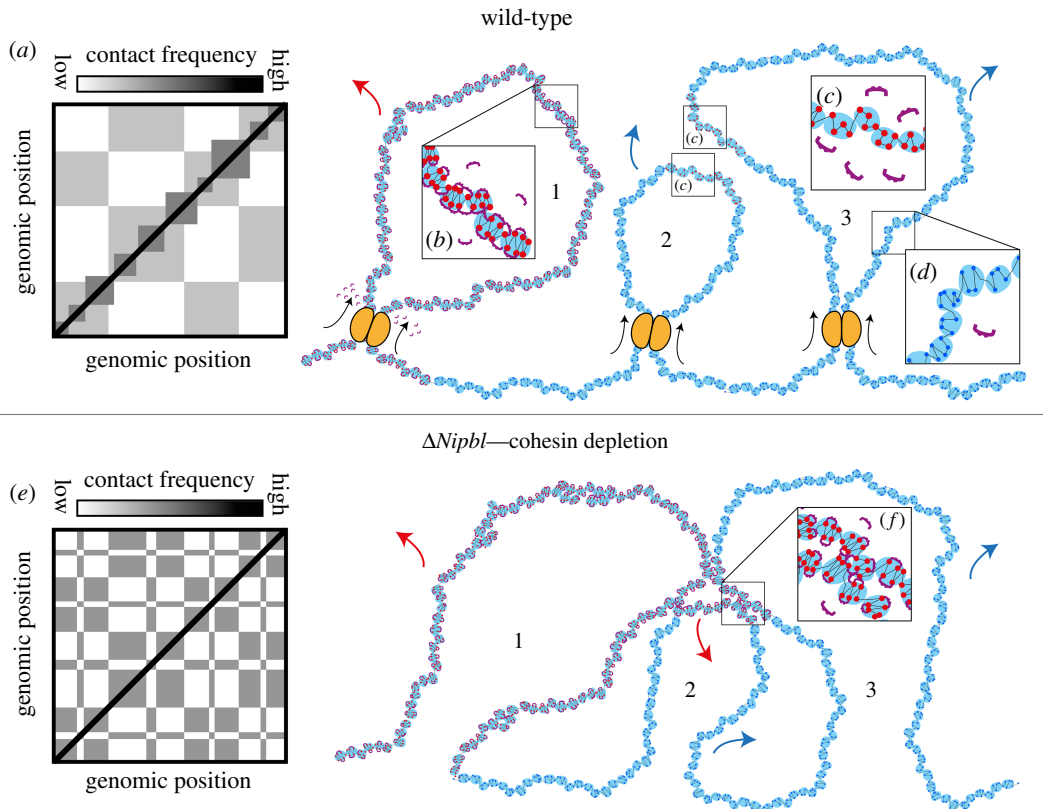 wild-type
(a)
contact frequency
low
high
genomic position
genomic position
(b)
1
(c)
2
(c)
(c)
3
(d)
ΔNipbl—cohesin depletion
(e)
contact frequency
low
high
genomic position
genomic position
1
2
3
(f)